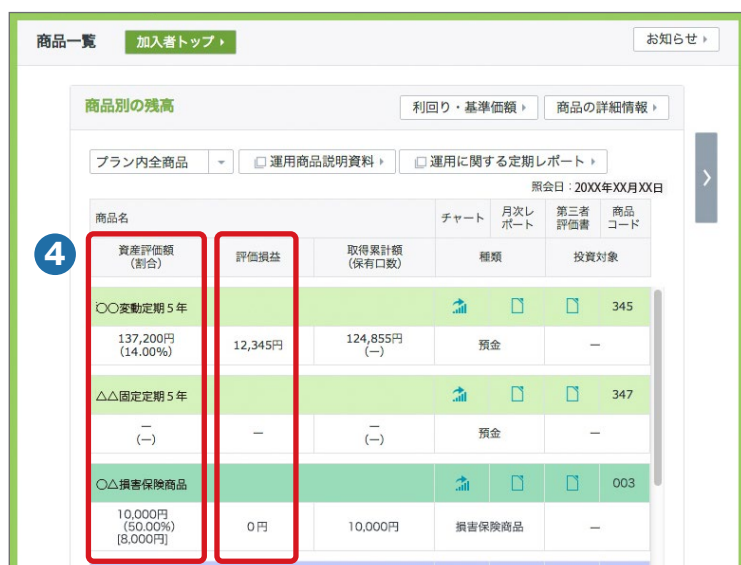 商品一覧
加入者トップ
お知らせ
商品別の残高
利回り・基準価額
商品の詳細情報
プラン内全商品
運用商品説明資料
運用に関する定期レポート
照会日：20XX年XX月XX日
商品名
チャート
月次レ
ポート
第三者
評価書
商品
コード
4
資産評価額
(割合)
評価損益
取得累計額
(保有口数)
種類
投資対象
○○変動定期５年
345
137,200円
(14.00%)
12,345円
124,855円
(—)
預金
—
△△固定定期５年
347
—
(—)
—
—
(—)
預金
—
○△損害保険商品
003
10,000円
(50.00%)
[8,000円]
0円
10,000円
損害保険商品
—